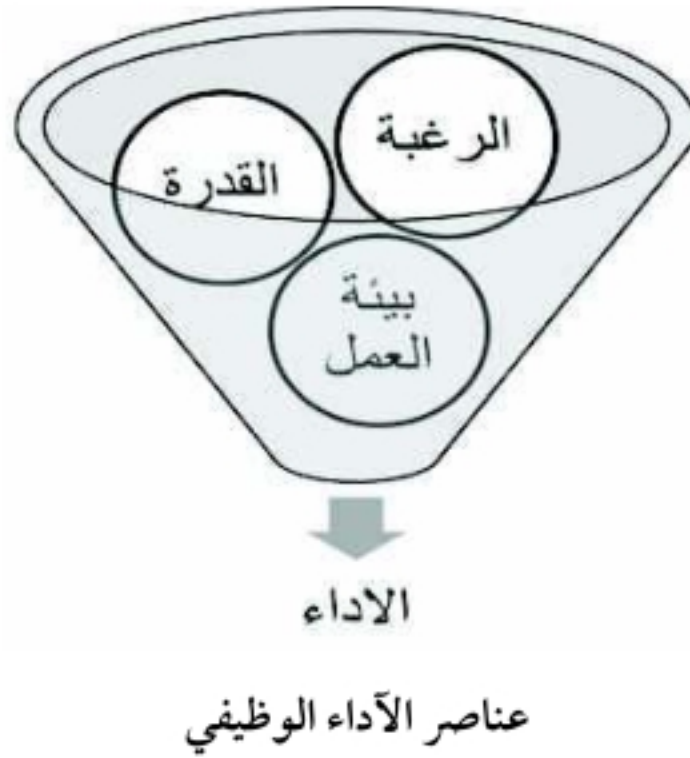 الرغبة
القدرة
بيئة
العمل
الاداء
عناصر الآداء الوظيفي